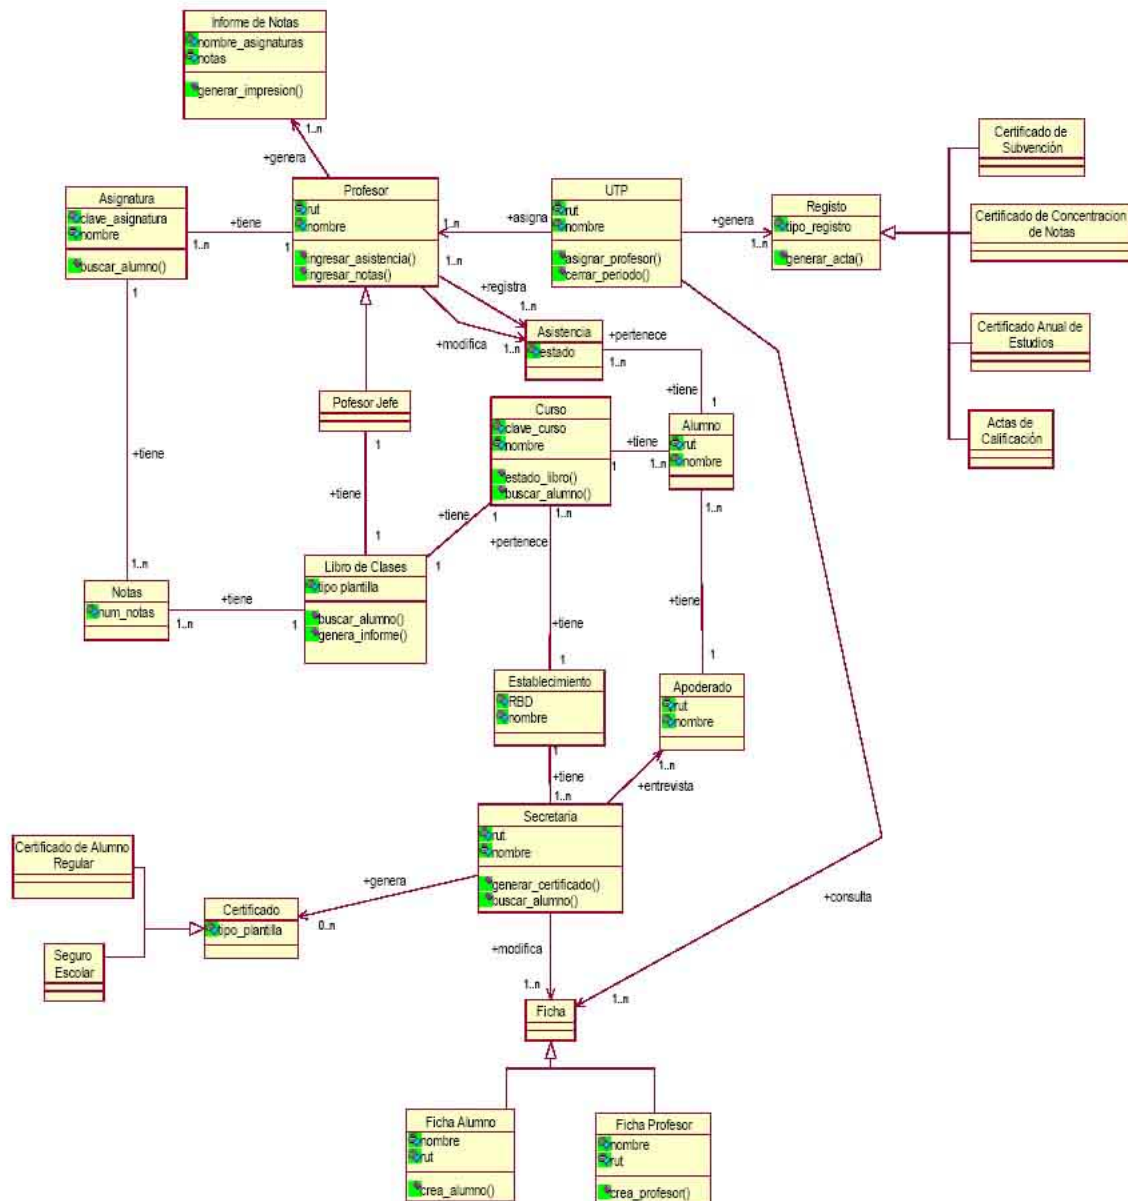 Informe de Notas
nombre_asignaturas
notas
generar_impresion()
1..n
+genera
Asignatura
clave_asignatura
nombre
buscar_alumno()
+tiene
1..n
1
Profesor
rut
nombre
ingresar_asistencia()
ingresar_notas()
1..n
+asigna
1..n
UTP
rut
nombre
asignar_profesor()
cerrar_periodo()
+genera
1..n
Registo
tipo_registro
generar_acta()
Certificado de
Subvención
Certificado de Concentracion
de Notas
Certificado Anual de
Estudios
Actas de
Calificación
+registra
1..n
+modifica
1..n
Asistencia
estado
+pertenece
1..n
+tiene
1
1
+tiene
1..n
Pofesor Jefe
1
+tiene
1
Curso
clave_curso
nombre
estado_libro()
buscar_alumno()
+tiene
1
1..n
Alumno
rut
nombre
1..n
+tiene
1
1..n
+pertenece
+tiene
1
+tiene
1
1
Libro de Clases
tipo plantilla
buscar_alumno()
genera_informe()
Notas
num_notas
+tiene
1..n
1
Establecimiento
RBD
nombre
1
+tiene
1..n
Apoderado
rut
nombre
1..n
+entrevista
Secretaria
rut
nombre
generar_certificado()
buscar_alumno()
Certificado de Alumno
Regular
Seguro
Escolar
Certificado
tipo_plantilla
+genera
0..n
+consulta
+modifica
1..n
1..n
Ficha
Ficha Alumno
nombre
rut
crea_alumno()
Ficha Profesor
nombre
rut
crea_profesor()